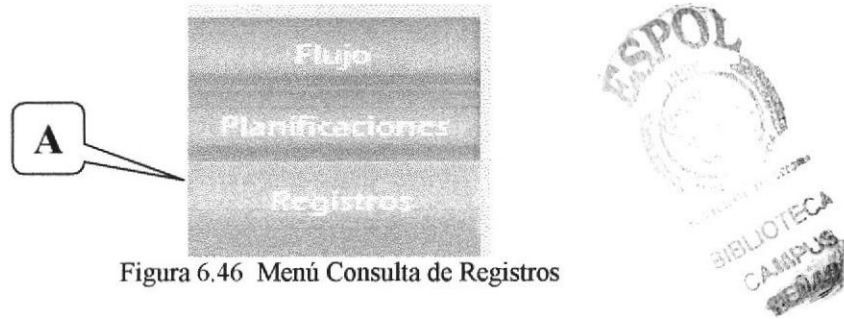 Flujo
Planificaciones
A
Registros
Figura 6.46 Menú Consulta de Registros
ESPOL
BIBLIOTECA
CAMPUS